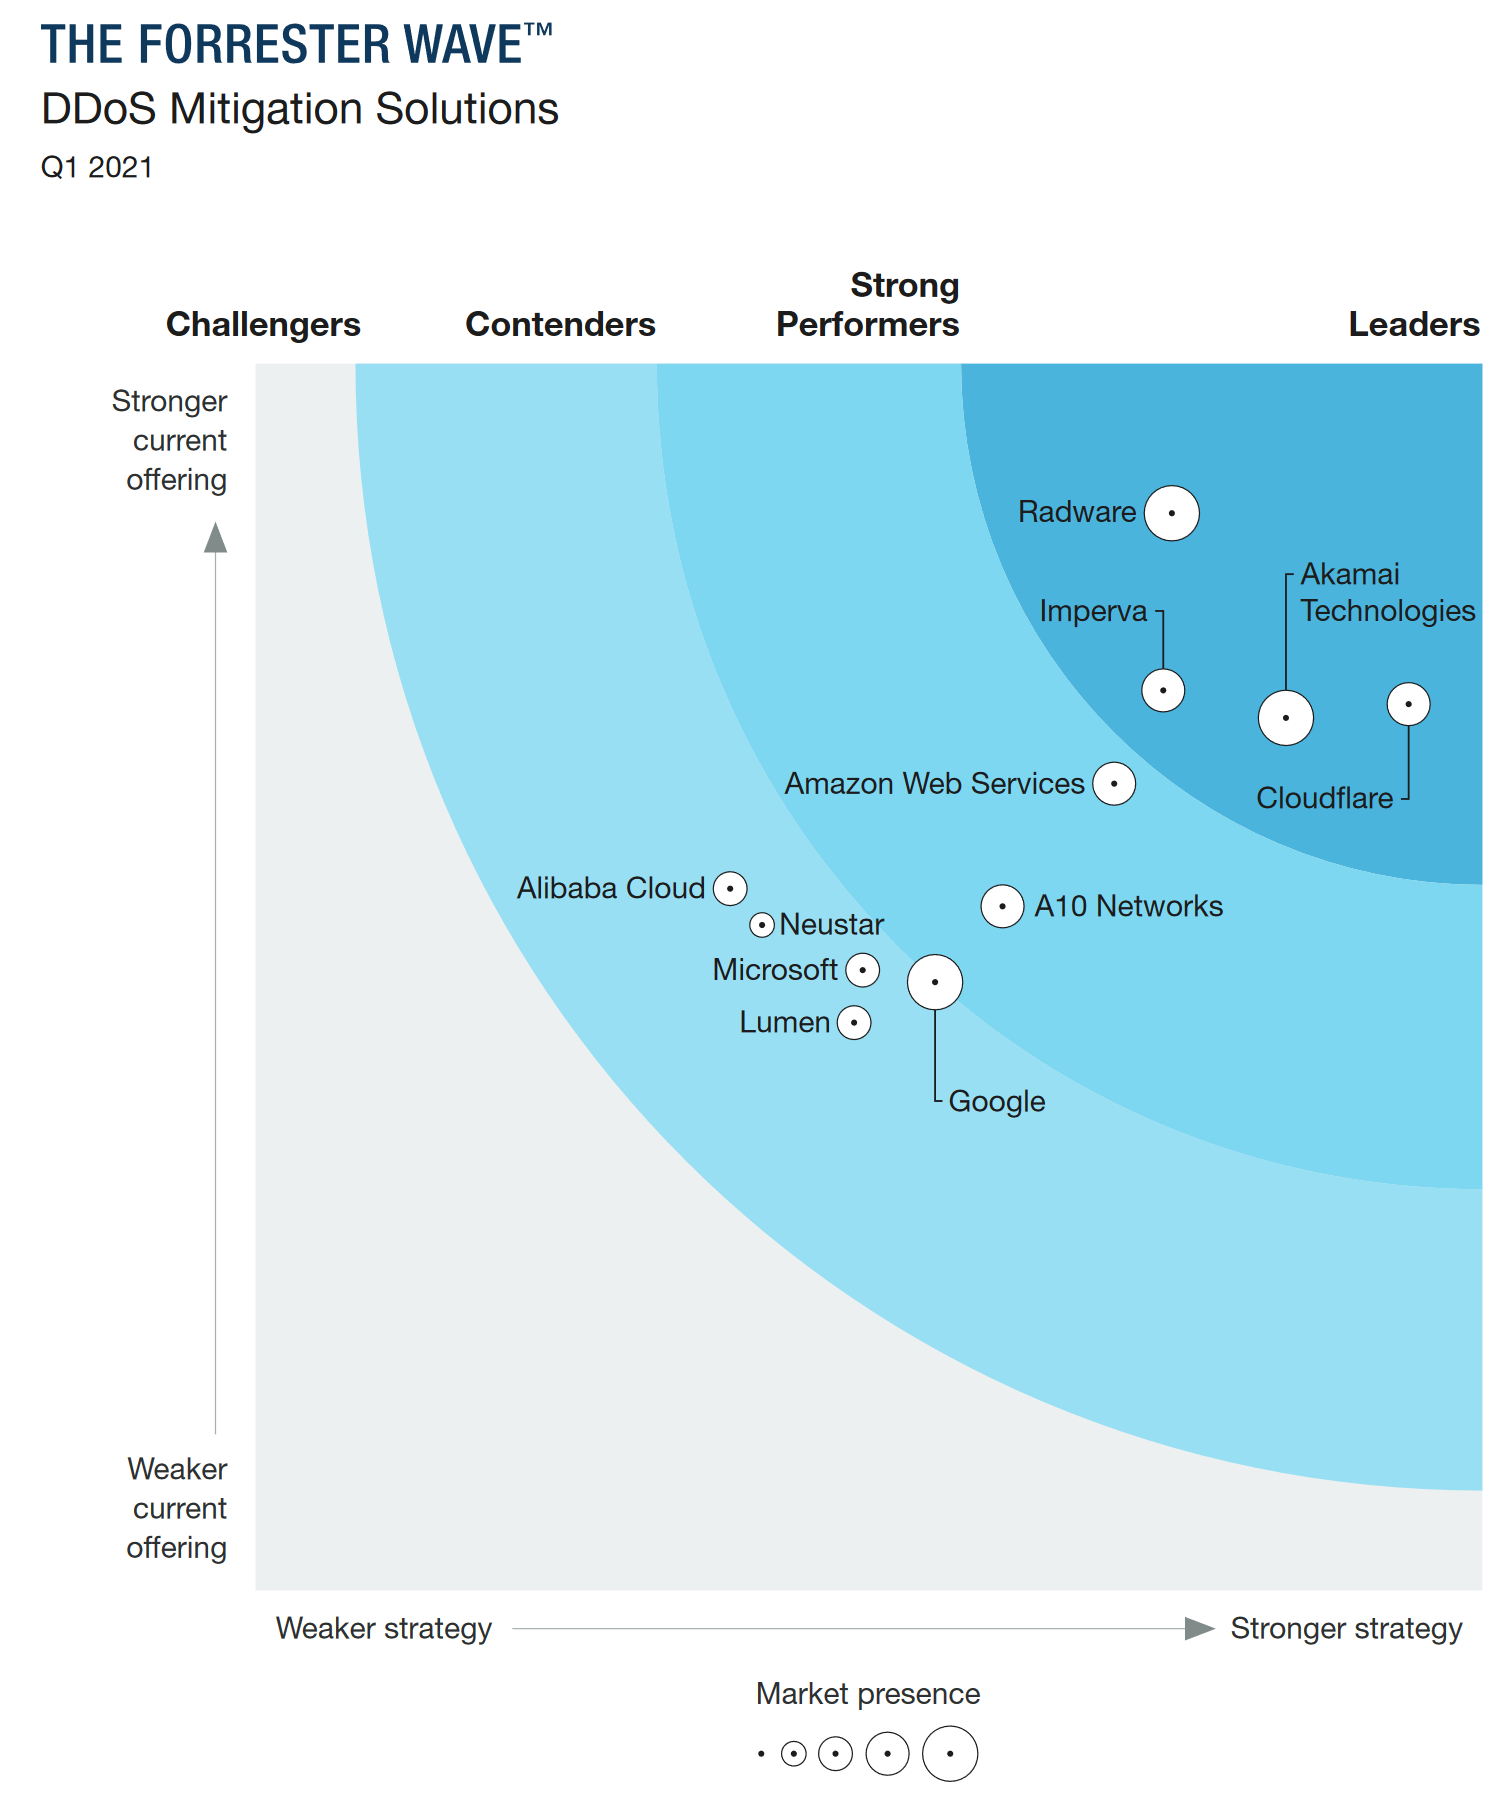 THE FORRESTER WAVE™
DDoS Mitigation Solutions
Q1 2021
Challengers
Contenders
Strong
Performers
Leaders
Stronger
current
offering
Radware
Akamai
Technologies
Imperva
Amazon Web Services
Cloudflare
Alibaba Cloud
A10 Networks
Neustar
Microsoft
Lumen
Google
Weaker
current
offering
Weaker strategy
Stronger strategy
Market presence